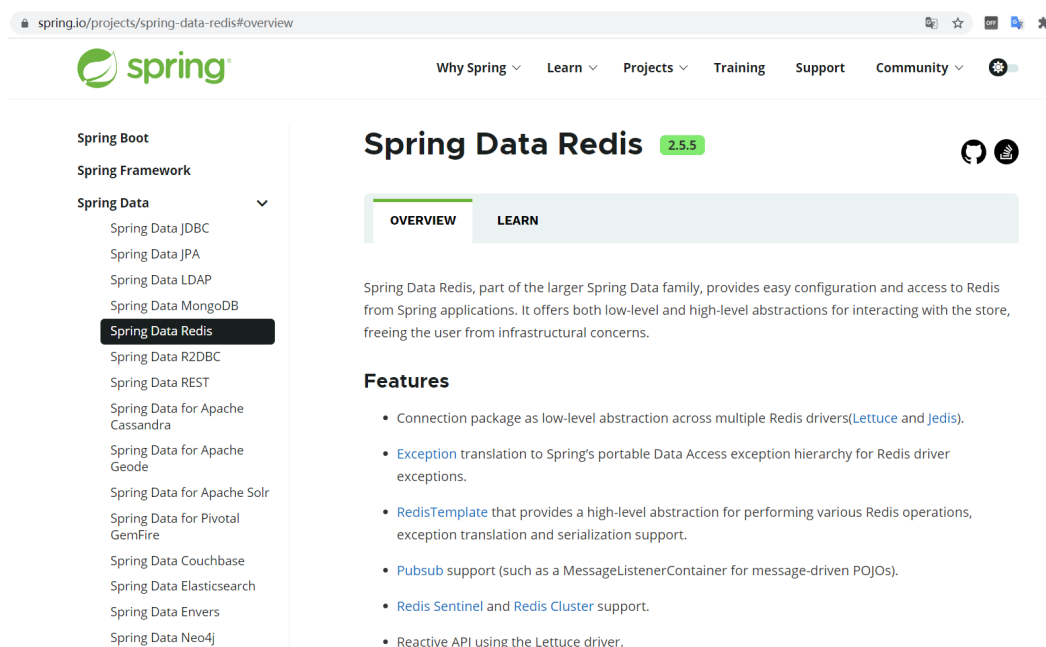 spring.io/projects/spring-data-redis#overview
OFF
spring
Why Spring
Learn
Projects
Training
Support
Community
Spring Boot
Spring Framework
Spring Data
Spring Data JDBC
Spring Data JPA
Spring Data LDAP
Spring Data MongoDB
Spring Data Redis
Spring Data R2DBC
Spring Data REST
Spring Data for Apache
Cassandra
Spring Data for Apache
Geode
Spring Data for Apache Solr
Spring Data for Pivotal
GemFire
Spring Data Couchbase
Spring Data Elasticsearch
Spring Data Envers
Spring Data Neo4j
Spring Data Redis 2.5.5
OVERVIEW
LEARN
Spring Data Redis, part of the larger Spring Data family, provides easy configuration and access to Redis
from Spring applications. It offers both low-level and high-level abstractions for interacting with the store,
freeing the user from infrastructural concerns.
Features
• Connection package as low-level abstraction across multiple Redis drivers(Lettuce and Jedis).
• Exception translation to Spring’s portable Data Access exception hierarchy for Redis driver
exceptions.
• RedisTemplate that provides a high-level abstraction for performing various Redis operations,
exception translation and serialization support.
• Pubsub support (such as a MessageListenerContainer for message-driven POJOs).
• Redis Sentinel and Redis Cluster support.
• Reactive API using the Lettuce driver.